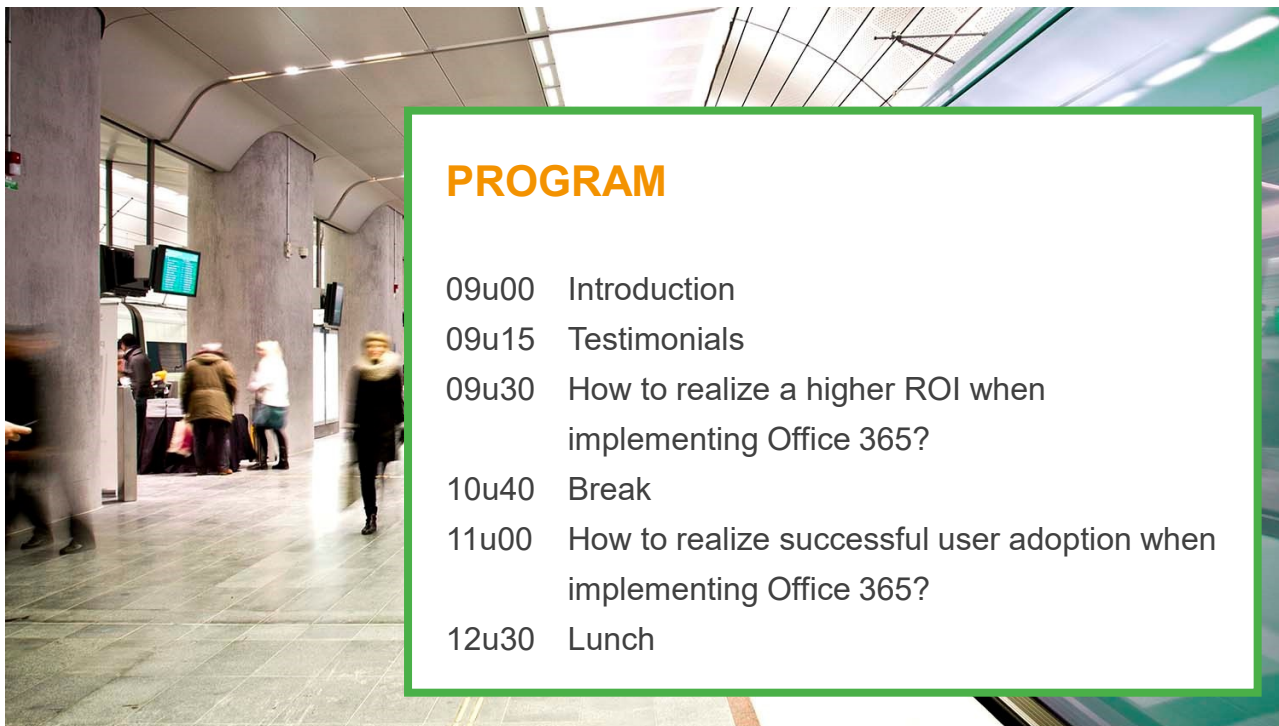 PROGRAM
09u00 Introduction
09u15 Testimonials
09u30 How to realize a higher ROI when
implementing Office 365?
10u40 Break
11u00 How to realize successful user adoption when
implementing Office 365?
12u30 Lunch